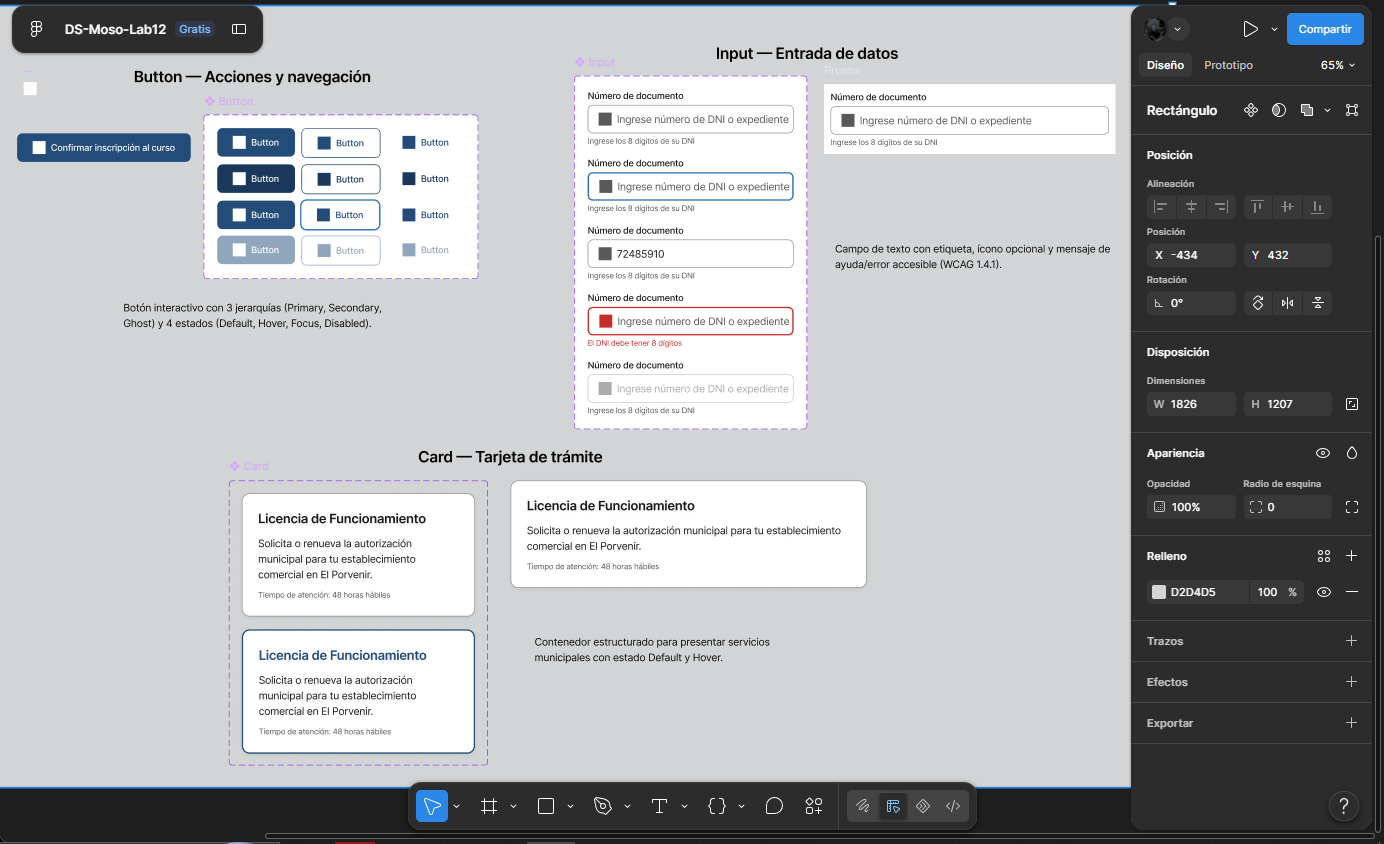 DS-Moso-Lab12
Gratis
Button — Acciones y navegación
Button
Confirmar inscripción al curso
Button Button Button
Button Button Button
Button Button Button
Button Button Button
Botón interactivo con 3 jerarquías (Primary, Secondary,
Ghost) y 4 estados (Default, Hover, Focus, Disabled).
Input — Entrada de datos
Input
Número de documento
Ingrese número de DNI o expediente
Ingrese los 8 dígitos de su DNI
Número de documento
Ingrese número de DNI o expediente
Ingrese los 8 dígitos de su DNI
Número de documento
72485910
Ingrese los 8 dígitos de su DNI
Número de documento
Ingrese número de DNI o expediente
El DNI debe tener 8 dígitos
Número de documento
Ingrese número de DNI o expediente
Ingrese los 8 dígitos de su DNI
Prueba
Número de documento
Ingrese número de DNI o expediente
Ingrese los 8 dígitos de su DNI
Campo de texto con etiqueta, ícono opcional y mensaje de
ayuda/error accesible (WCAG 1.4.1).
Card — Tarjeta de trámite
Card
Licencia de Funcionamiento
Solicita o renueva la autorización
municipal para tu establecimiento
comercial en El Porvenir.
Tiempo de atención: 48 horas hábiles
Licencia de Funcionamiento
Solicita o renueva la autorización
municipal para tu establecimiento
comercial en El Porvenir.
Tiempo de atención: 48 horas hábiles
Licencia de Funcionamiento
Solicita o renueva la autorización municipal para tu establecimiento
comercial en El Porvenir.
Tiempo de atención: 48 horas hábiles
Contenedor estructurado para presentar servicios
municipales con estado Default y Hover.
Compartir
Diseño Prototipo 65%
Rectángulo
Posición
Alineación
Posición
X -434 Y 432
Rotación
0°
Disposición
Dimensiones
W 1826 H 1207
Apariencia
Opacidad Radio de esquina
100% 0
Relleno
D2D4D5 100 %
Trazos
Efectos
Exportar
?